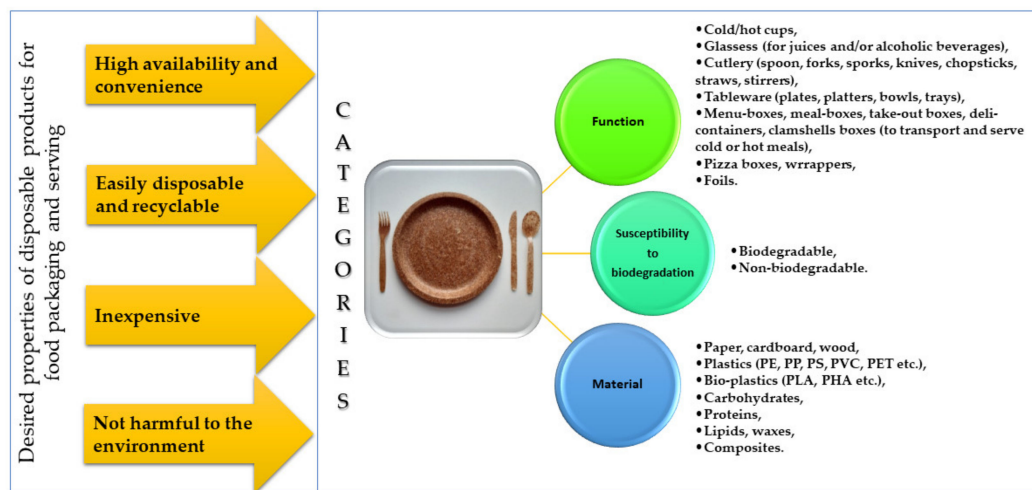 Desired properties of disposable products for
food packaging and serving
High availability and
convenience
Easily disposable
and recyclable
Inexpensive
Not harmful to the
environment
CATEGORIES
Function
•Cold/hot cups,
•Glassess (for juices and/or alcoholic beverages),
•Cutlery (spoon, forks, sporks, knives, chopsticks,
straws, stirrers),
•Tableware (plates, platters, bowls, trays),
•Menu-boxes, meal-boxes, take-out boxes, deli-
containers, clamshells boxes (to transport and serve
cold or hot meals),
•Pizza boxes, wrrappers,
•Foils.
Susceptibility
to
biodegradation
•Biodegradable,
•Non-biodegradable.
Material
•Paper, cardboard, wood,
•Plastics (PE, PP, PS, PVC, PET etc.),
•Bio-plastics (PLA, PHA etc.),
•Carbohydrates,
•Proteins,
•Lipids, waxes,
•Composites.